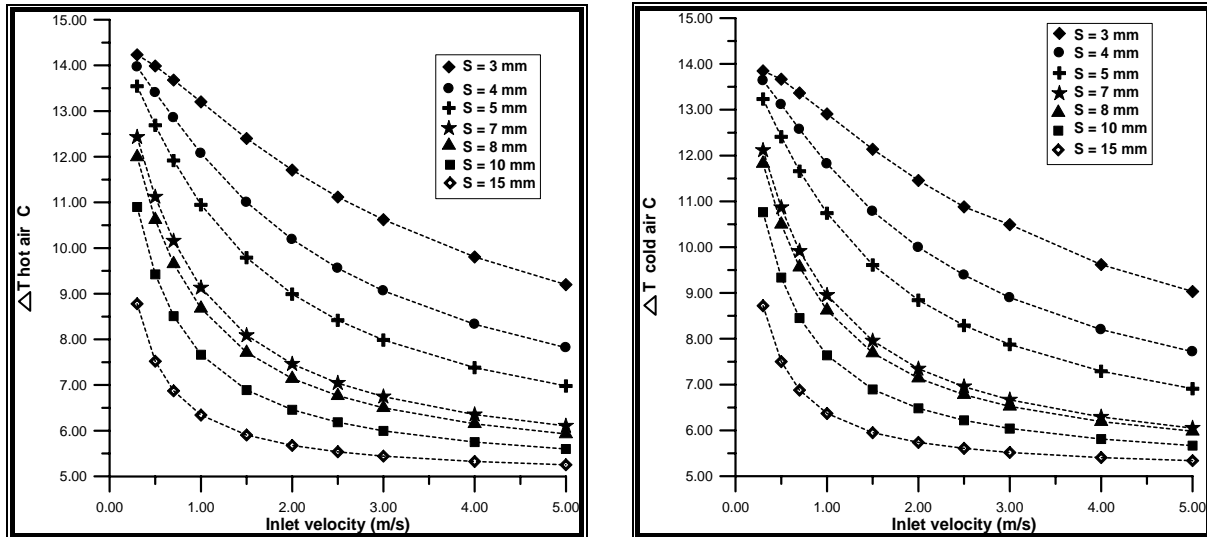 15.00
14.00
13.00
12.00
11.00
10.00
9.00
8.00
7.00
6.00
5.00
△T hot air C
S = 3 mm
S = 4 mm
S = 5 mm
S = 7 mm
S = 8 mm
S = 10 mm
S = 15 mm
0.00 1.00 2.00 3.00 4.00 5.00
Inlet velocity (m/s)
15.00
14.00
13.00
12.00
11.00
10.00
9.00
8.00
7.00
6.00
5.00
△T cold air C
S = 3 mm
S = 4 mm
S = 5 mm
S = 7 mm
S = 8 mm
S = 10 mm
S = 15 mm
0.00 1.00 2.00 3.00 4.00 5.00
Inlet velocity (m/s)